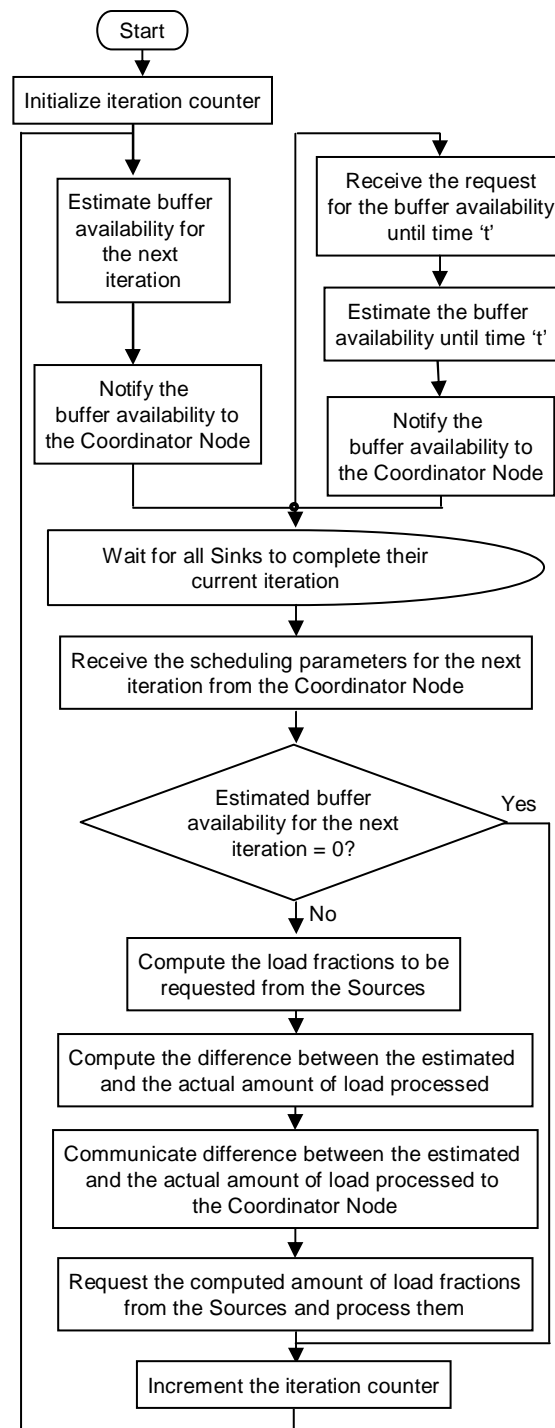 Start
Initialize iteration counter
Estimate buffer
availability for
the next
iteration
Notify the
buffer availability to
the Coordinator Node
Receive the request
for the buffer availability
until time ‘t’
Estimate the buffer
availability until time ‘t’
Notify the
buffer availability to
the Coordinator Node
Wait for all Sinks to complete their
current iteration
Receive the scheduling parameters for the next
iteration from the Coordinator Node
Estimated buffer
availability for the next
iteration = 0?
Yes
No
Compute the load fractions to be
requested from the Sources
Compute the difference between the estimated
and the actual amount of load processed
Communicate difference between the estimated
and the actual amount of load processed to
the Coordinator Node
Request the computed amount of load fractions
from the Sources and process them
Increment the iteration counter